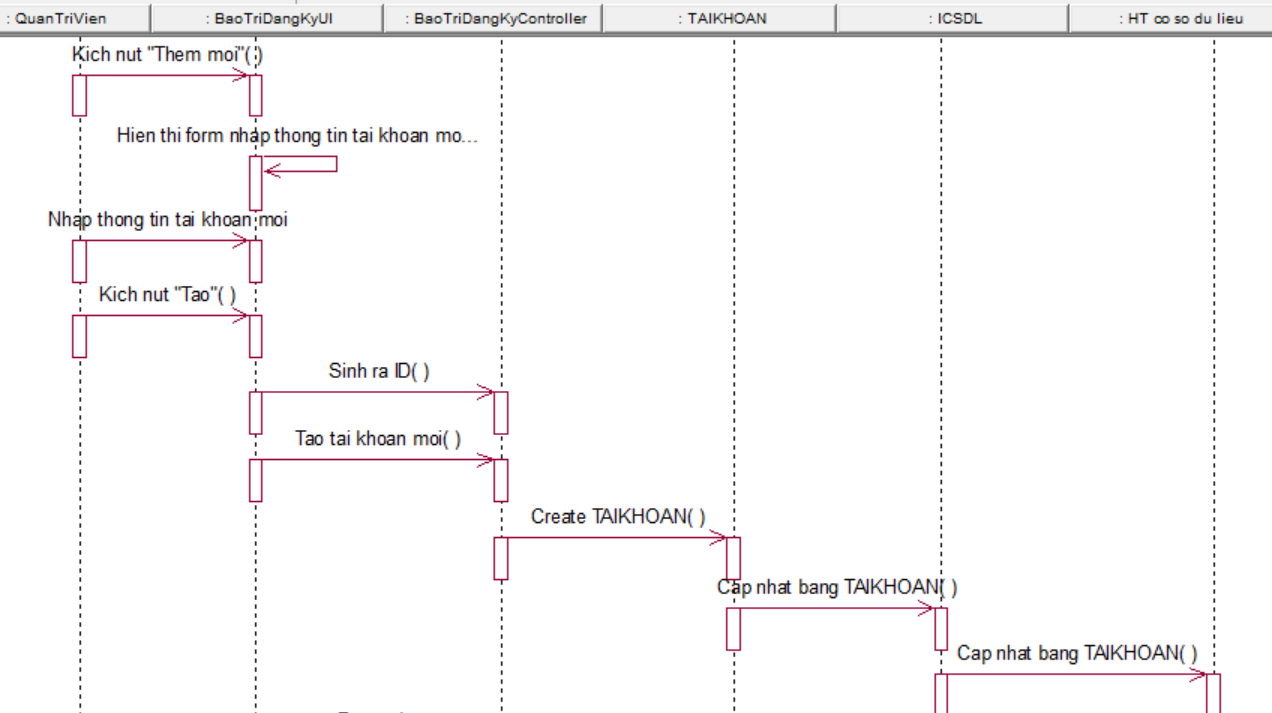 : QuanTriVien
: BaoTriDangKyUI
: BaoTriDangKyController
: TAIKHOAN
: ICSDL
: HT co so du lieu
Kich nut "Them moi"( )
Hien thi form nhap thong tin tai khoan mo...
Nhap thong tin tai khoan moi
Kich nut "Tao"( )
Sinh ra ID( )
Tao tai khoan moi( )
Create TAIKHOAN( )
Cap nhat bang TAIKHOAN( )
Cap nhat bang TAIKHOAN( )